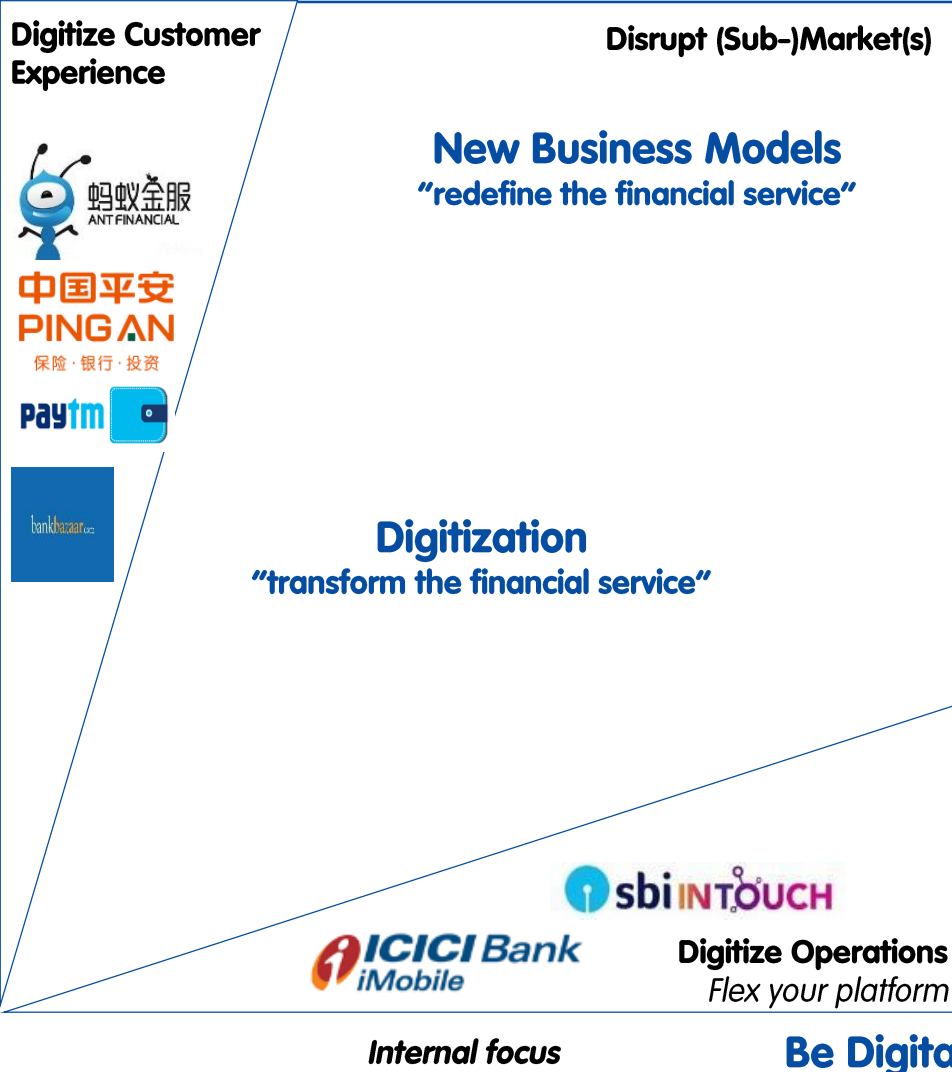 Digitize Customer
Experience
Disrupt (Sub-)Market(s)
New Business Models
“redefine the financial service“
蚂蚁金服
ANT FINANCIAL
中国平安
PING AN
保险·银行·投资
paytm
bankbazaar.com
Digitization
“transform the financial service“
sbi INTOUCH
ICICI Bank
iMobile
Digitize Operations
Flex your platform
Internal focus
Be Digita